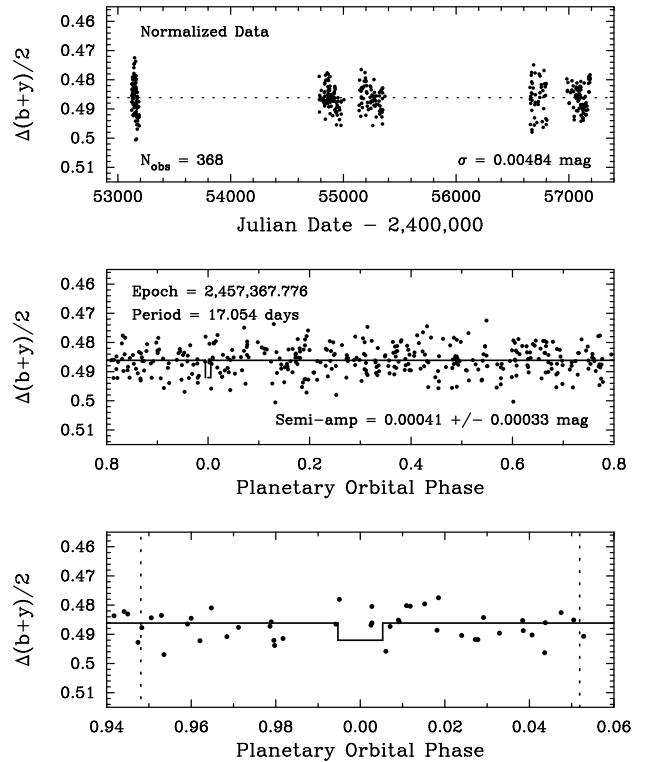 0.46
0.47
0.48
0.49
0.5
0.51
Δ(b+y)/2
Normalized Data
N_obs = 368
σ = 0.00484 mag
53000 54000 55000 56000 57000
Julian Date − 2,400,000
0.46
0.47
0.48
0.49
0.5
0.51
Δ(b+y)/2
Epoch = 2,457,367.776
Period = 17.054 days
Semi-amp = 0.00041 +/- 0.00033 mag
0.8 0.0 0.2 0.4 0.6 0.8
Planetary Orbital Phase
0.46
0.47
0.48
0.49
0.5
0.51
Δ(b+y)/2
0.94 0.96 0.98 0.00 0.02 0.04 0.06
Planetary Orbital Phase